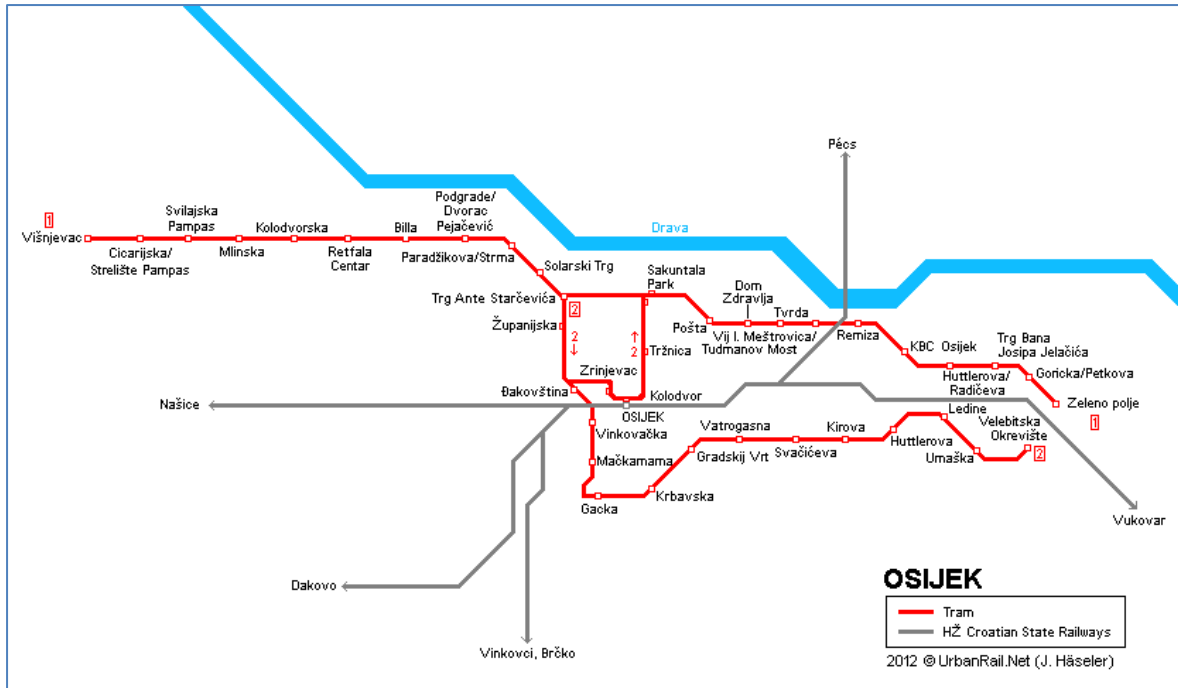 Pécs
Podgrade/
Dvorac
Pejačević
1
Svilajska
Pampas
Kolodvorska
Billa
Višnjevac
Drava
Cicarijska/
Strelište Pampas
Mlinska
Retfala
Centar
Paradžikova/Strma
Solarski Trg
Sakuntala
Park
Dom
Zdravlja
Tvrda
Trg Ante Starčevića
2
Županijska
2
2
Pošta
Vij I. Meštrovica/
Tudmanov Most
Remiza
KBC Osijek
Trg Bana
Josipa Jelačića
Tržnica
Zrinjevac
Huttlerova/
Radičeva
Goricka/Petkova
Đakovština
Kolodvor
Našice
OSIJEK
Zeleno polje
1
Ledine
Velebitska
Okrevište
2
Vinkovačka
Vatrogasna
Kirova
Huttlerova
Umaška
Mačkamama
Gradskij Vrt
Svačićeva
Gacka
Krbavska
Vukovar
Dakovo
Vinkovci, Brčko
OSIJEK
Tram
HŽ Croatian State Railways
2012 © UrbanRail.Net (J. Häseler)